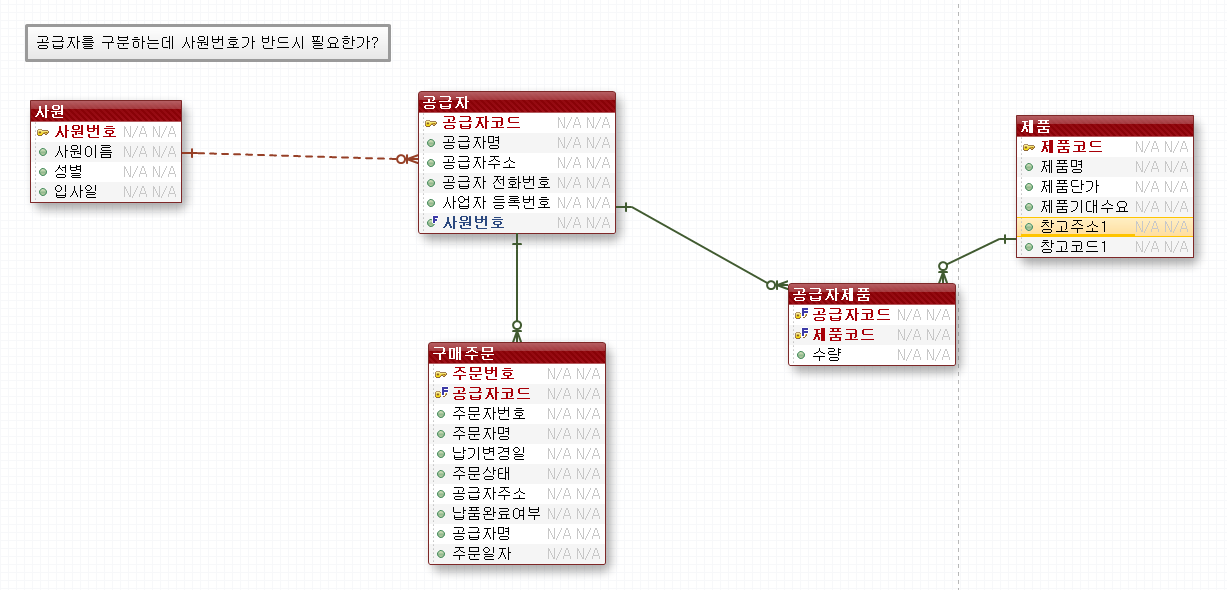 공급자를 구분하는데 사원번호가 반드시 필요한가?
사원
사원번호 N/A N/A
사원이름 N/A N/A
성별 N/A N/A
입사일 N/A N/A
공급자
공급자코드 N/A N/A
공급자명 N/A N/A
공급자주소 N/A N/A
공급자 전화번호 N/A N/A
사업자 등록번호 N/A N/A
F 사원번호 N/A N/A
제품
제품코드 N/A N/A
제품명 N/A N/A
제품단가 N/A N/A
제품기대수요 N/A N/A
창고주소1 N/A N/A
창고코드1 N/A N/A
공급자제품
F 공급자코드 N/A N/A
F 제품코드 N/A N/A
수량 N/A N/A
구매주문
주문번호 N/A N/A
F 공급자코드 N/A N/A
주문자번호 N/A N/A
주문자명 N/A N/A
납기변경일 N/A N/A
주문상태 N/A N/A
공급자주소 N/A N/A
납품완료여부 N/A N/A
공급자명 N/A N/A
주문일자 N/A N/A